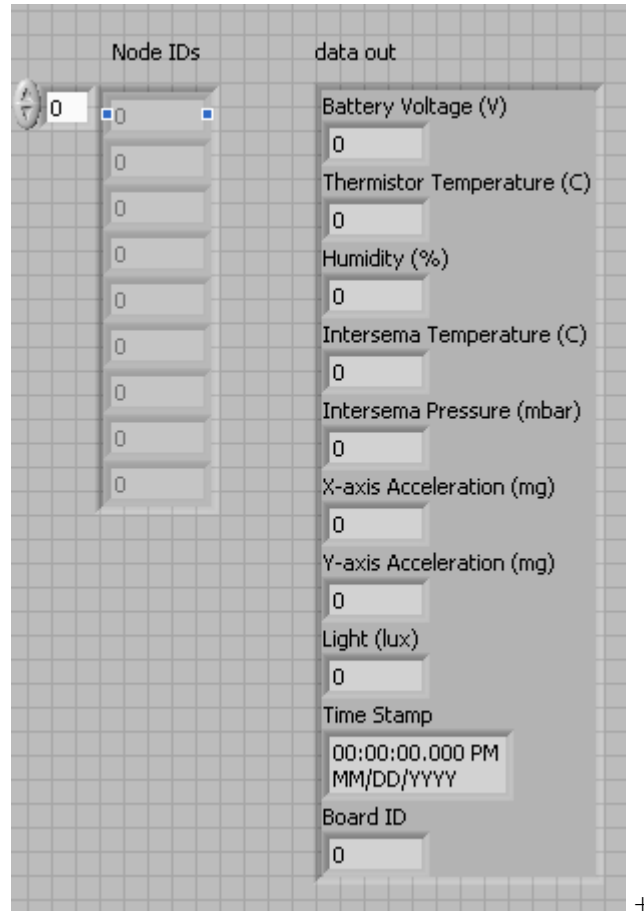 Node IDs
0
0
0
0
0
0
0
0
0
0
data out
Battery Voltage (V)
0
Thermistor Temperature (C)
0
Humidity (%)
0
Intersema Temperature (C)
0
Intersema Pressure (mbar)
0
X-axis Acceleration (mg)
0
Y-axis Acceleration (mg)
0
Light (lux)
0
Time Stamp
00:00:00.000 PM
MM/DD/YYYY
Board ID
0